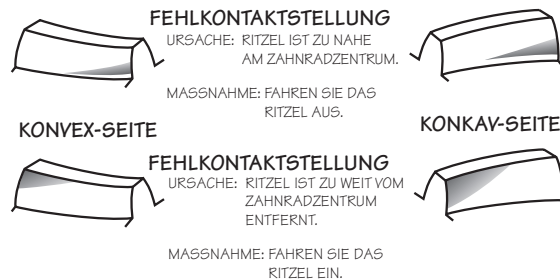 FEHLKONTAKTSTELLUNG
URSACHE: RITZEL IST ZU NAHE
AM ZAHNRADZENTRUM.
MASSNAHME: FAHREN SIE DAS
RITZEL AUS.
KONVEX-SEITE
KONKAV-SEITE
FEHLKONTAKTSTELLUNG
URSACHE: RITZEL IST ZU WEIT VOM
ZAHNRADZENTRUM
ENTFERNT.
MASSNAHME: FAHREN SIE DAS
RITZEL EIN.